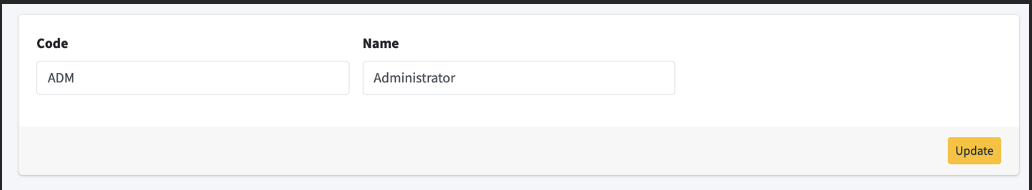 Code Name
ADM Administrator
Update